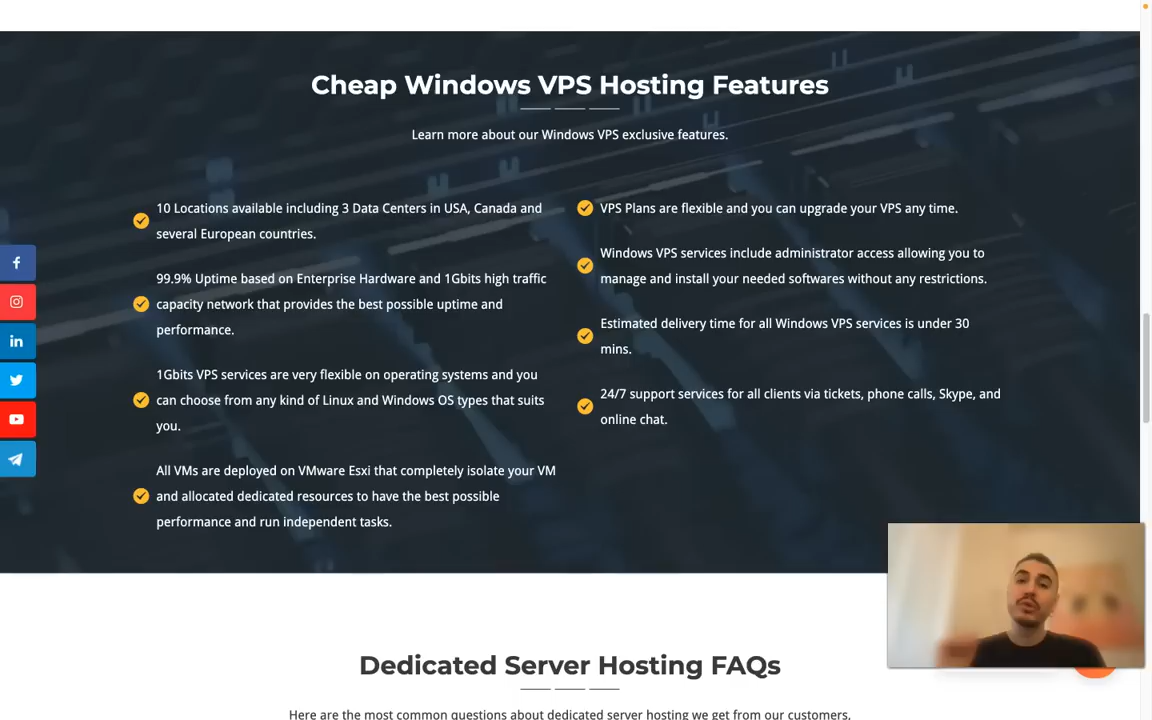 Cheap Windows VPS Hosting Features
Learn more about our Windows VPS exclusive features.
10 Locations available including 3 Data Centers in USA, Canada and
several European countries.
99.9% Uptime based on Enterprise Hardware and 1Gbits high traffic
capacity network that provides the best possible uptime and
performance.
1Gbits VPS services are very flexible on operating systems and you
can choose from any kind of Linux and Windows OS types that suits
you.
All VMs are deployed on VMware Esxi that completely isolate your VM
and allocated dedicated resources to have the best possible
performance and run independent tasks.
VPS Plans are flexible and you can upgrade your VPS any time.
Windows VPS services include administrator access allowing you to
manage and install your needed softwares without any restrictions.
Estimated delivery time for all Windows VPS services is under 30
mins.
24/7 support services for all clients via tickets, phone calls, Skype, and
online chat.
Dedicated Server Hosting FAQs
Here are the most common questions about dedicated server hosting we get from our customers.